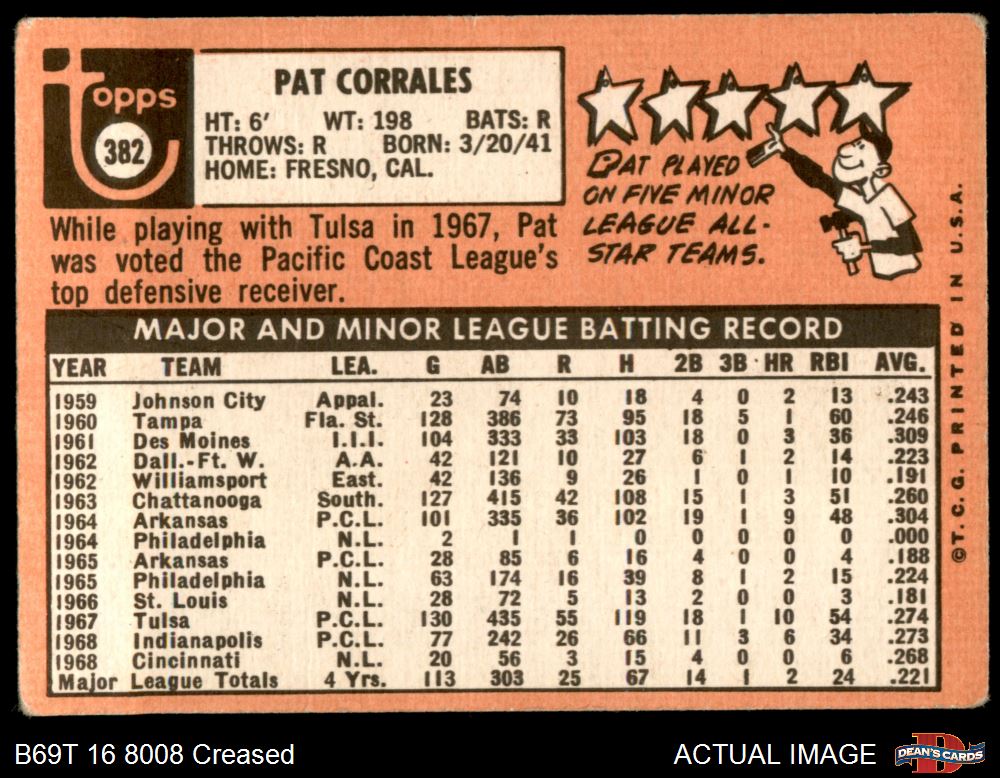 Topps
382
PAT CORRALES
HT: 6' WT: 198 BATS: R
THROWS: R BORN: 3/20/41
HOME: FRESNO, CAL.
While playing with Tulsa in 1967, Pat
was voted the Pacific Coast League's
top defensive receiver.
PAT PLAYED
ON FIVE MINOR
LEAGUE ALL-
STAR TEAMS.
MAJOR AND MINOR LEAGUE BATTING RECORD
YEAR TEAM LEA. G AB R H 2B 3B HR RBI AVG.
1959 Johnson City Appal. 23 74 10 18 4 0 2 13 .243
1960 Tampa Fla. St. 128 386 73 95 18 5 1 60 .246
1961 Des Moines I.I.I. 104 333 33 103 18 0 3 36 .309
1962 Dall.-Ft. W. A.A. 42 121 10 27 6 1 2 14 .223
1962 Williamsport East. 42 136 9 26 1 0 1 10 .191
1963 Chattanooga South. 127 415 42 108 15 1 3 51 .260
1964 Arkansas P.C.L. 101 335 36 102 19 1 9 48 .304
1964 Philadelphia N.L. 2 1 1 0 0 0 0 0 .000
1965 Arkansas P.C.L. 28 85 6 16 4 0 0 4 .188
1965 Philadelphia N.L. 63 174 16 39 8 1 2 15 .224
1966 St. Louis N.L. 28 72 5 13 2 0 0 3 .181
1967 Tulsa P.C.L. 130 435 55 119 18 1 10 54 .274
1968 Indianapolis P.C.L. 77 242 26 66 11 3 6 34 .273
1968 Cincinnati N.L. 20 56 3 15 4 0 0 6 .268
Major League Totals 4 Yrs. 113 303 25 67 14 1 2 24 .221
©T. C. G. PRINTED IN U.S.A.
B69T 16 8008 Creased
ACTUAL IMAGE
D
DEAN'S CARDS